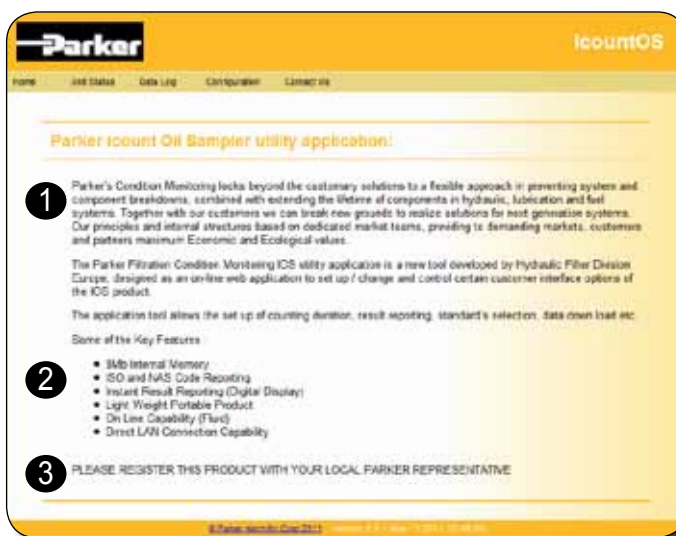 Parker
IcountOS
Home Unit Status Data Log Configuration Contact Us
Parker Icount Oil Sampler utility application:
1
Parker's Condition Monitoring looks beyond the customary solutions to a flexible approach in preventing system and
component breakdowns, combined with extending the lifetime of components in hydraulic, lubrication and fuel
systems. Together with our customers we can break new grounds to realize solutions for next generation systems.
Our principles and internal structures based on dedicated market teams, providing to demanding markets, customers
and partners maximum Economic and Ecological values.
The Parker Filtration Condition Monitoring IOS utility application is a new tool developed by Hydraulic Filter Division
Europe, designed as an on-line web application to set up / change and control certain customer interface options of
the IOS product.
The application tool allows the set up of counting duration, result reporting, standard's selection, data down load etc.
Some of the Key Features
2
Internal Memory
ISO and NAS Code Reporting
Instant Result Reporting (Digital Display)
Light Weight Portable Product
On Line Capability (Fluid)
Direct LAN Connection Capability
3
PLEASE REGISTER THIS PRODUCT WITH YOUR LOCAL PARKER REPRESENTATIVE
© Parker Hannifin Corp 2011